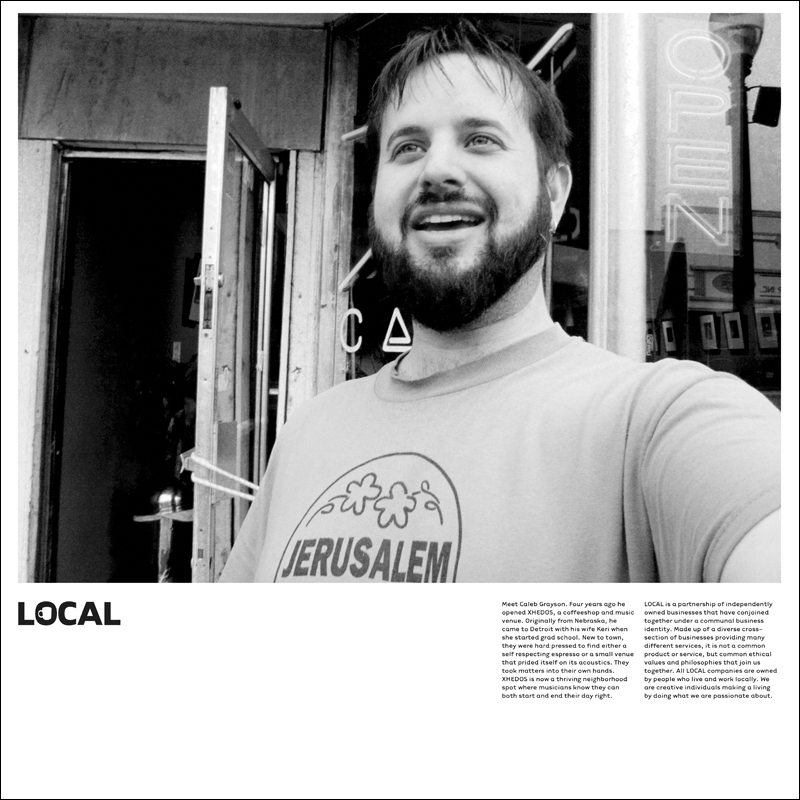 OPEN
CA
JERUSALEM
LOCAL
Meet Caleb Grayson. Four years ago he
opened XHEDOS, a coffeeshop and music
venue. Originally from Nebraska, he
came to Detroit with his wife Keri when
she started grad school. New to town,
they were hard pressed to find either a
self respecting espresso or a small venue
that prided itself on its acoustics. They
took matters into their own hands.
XHEDOS is now a thriving neighborhood
spot where musicians know they can
both start and end their day right.
LOCAL is a partnership of independently
owned businesses that have conjoined
together under a communal business
identity. Made up of a diverse cross-
section of businesses providing many
different services, it is not a common
product or service, but common ethical
values and philosophies that join us
together. All LOCAL companies are owned
by people who live and work locally. We
are creative individuals making a living
by doing what we are passionate about.